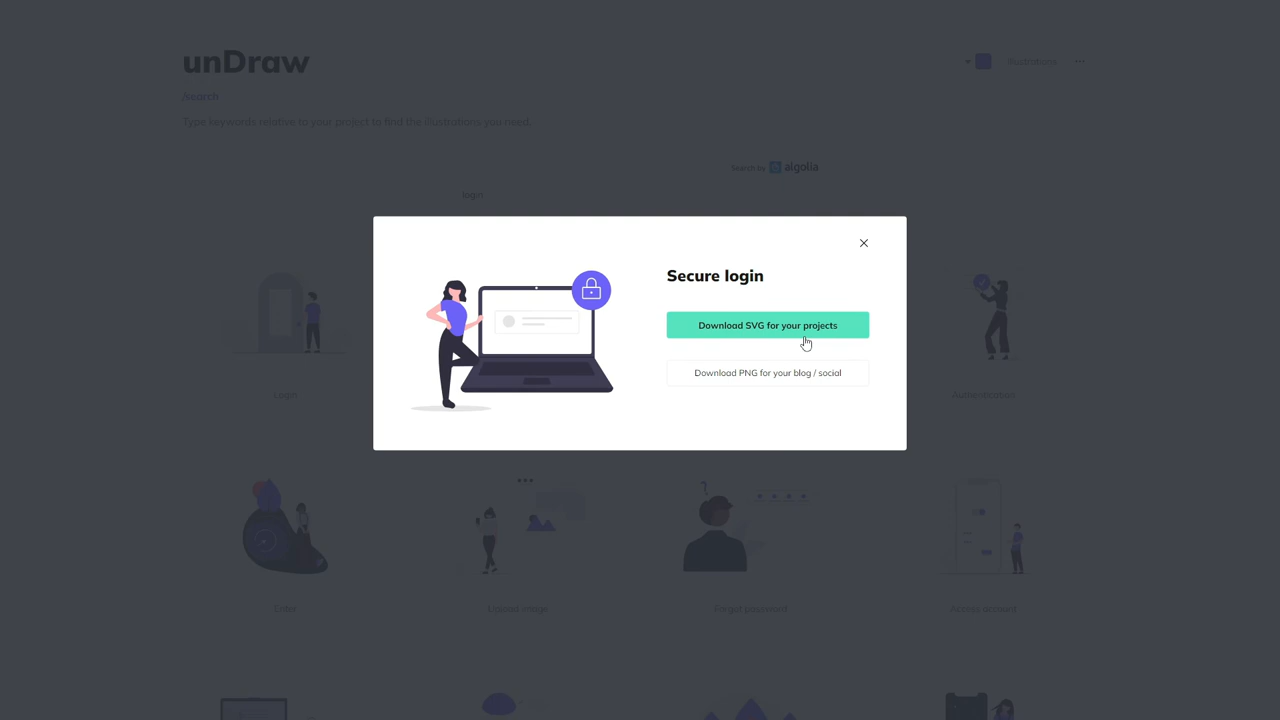 unDraw
Illustrations
/search
Type keywords relative to your project to find the illustrations you need.
Search by algolia
login
Secure login
Download SVG for your projects
Download PNG for your blog / social
Login
Authentication
Enter
Upload image
Forgot password
Access account